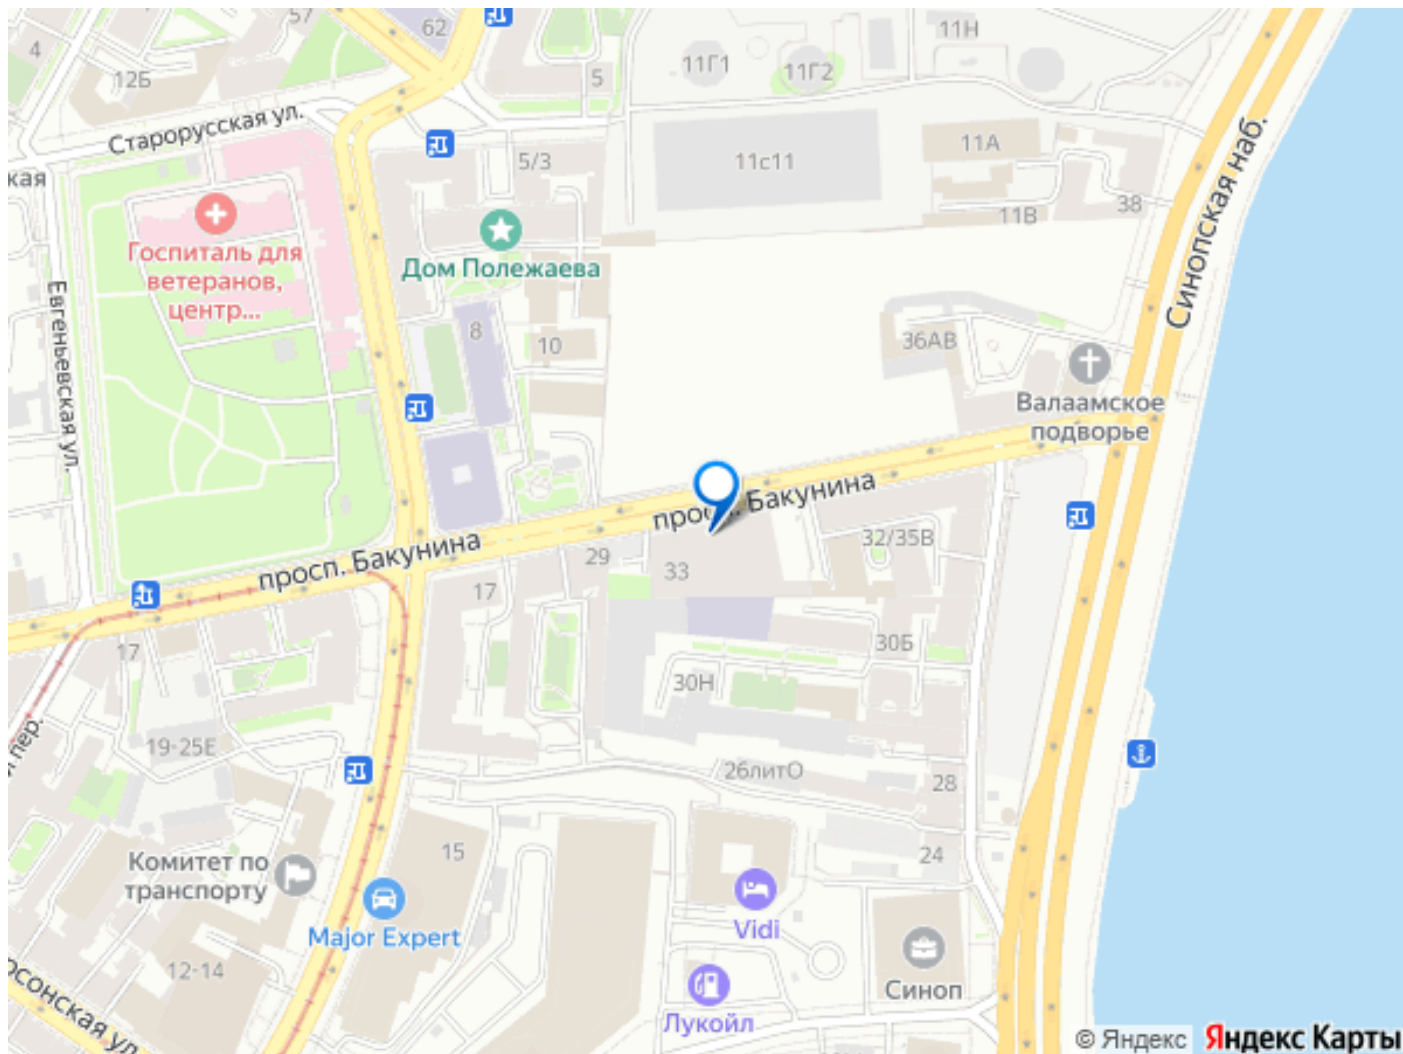 57
62
4
12Б
5
11Г1
11Г2
11Н
Старорусская ул.
кая
5/3
11с11
11А
11В
38
Синопская наб.
Госпиталь для
ветеранов,
центр...
Дом Полежаева
Евгеньевская ул.
8
10
36АВ
Валаамское
подворье
просп. Бакунина
просп. Бакунина
29
33
32/35В
17
17
30Б
30Н
19-25Е
пер.
26литО
28
24
15
Комитет по
транспорту
Major Expert
Vidi
Синоп
Лукойл
12-14
рсонская ул.
© Яндекс Яндекс Карты